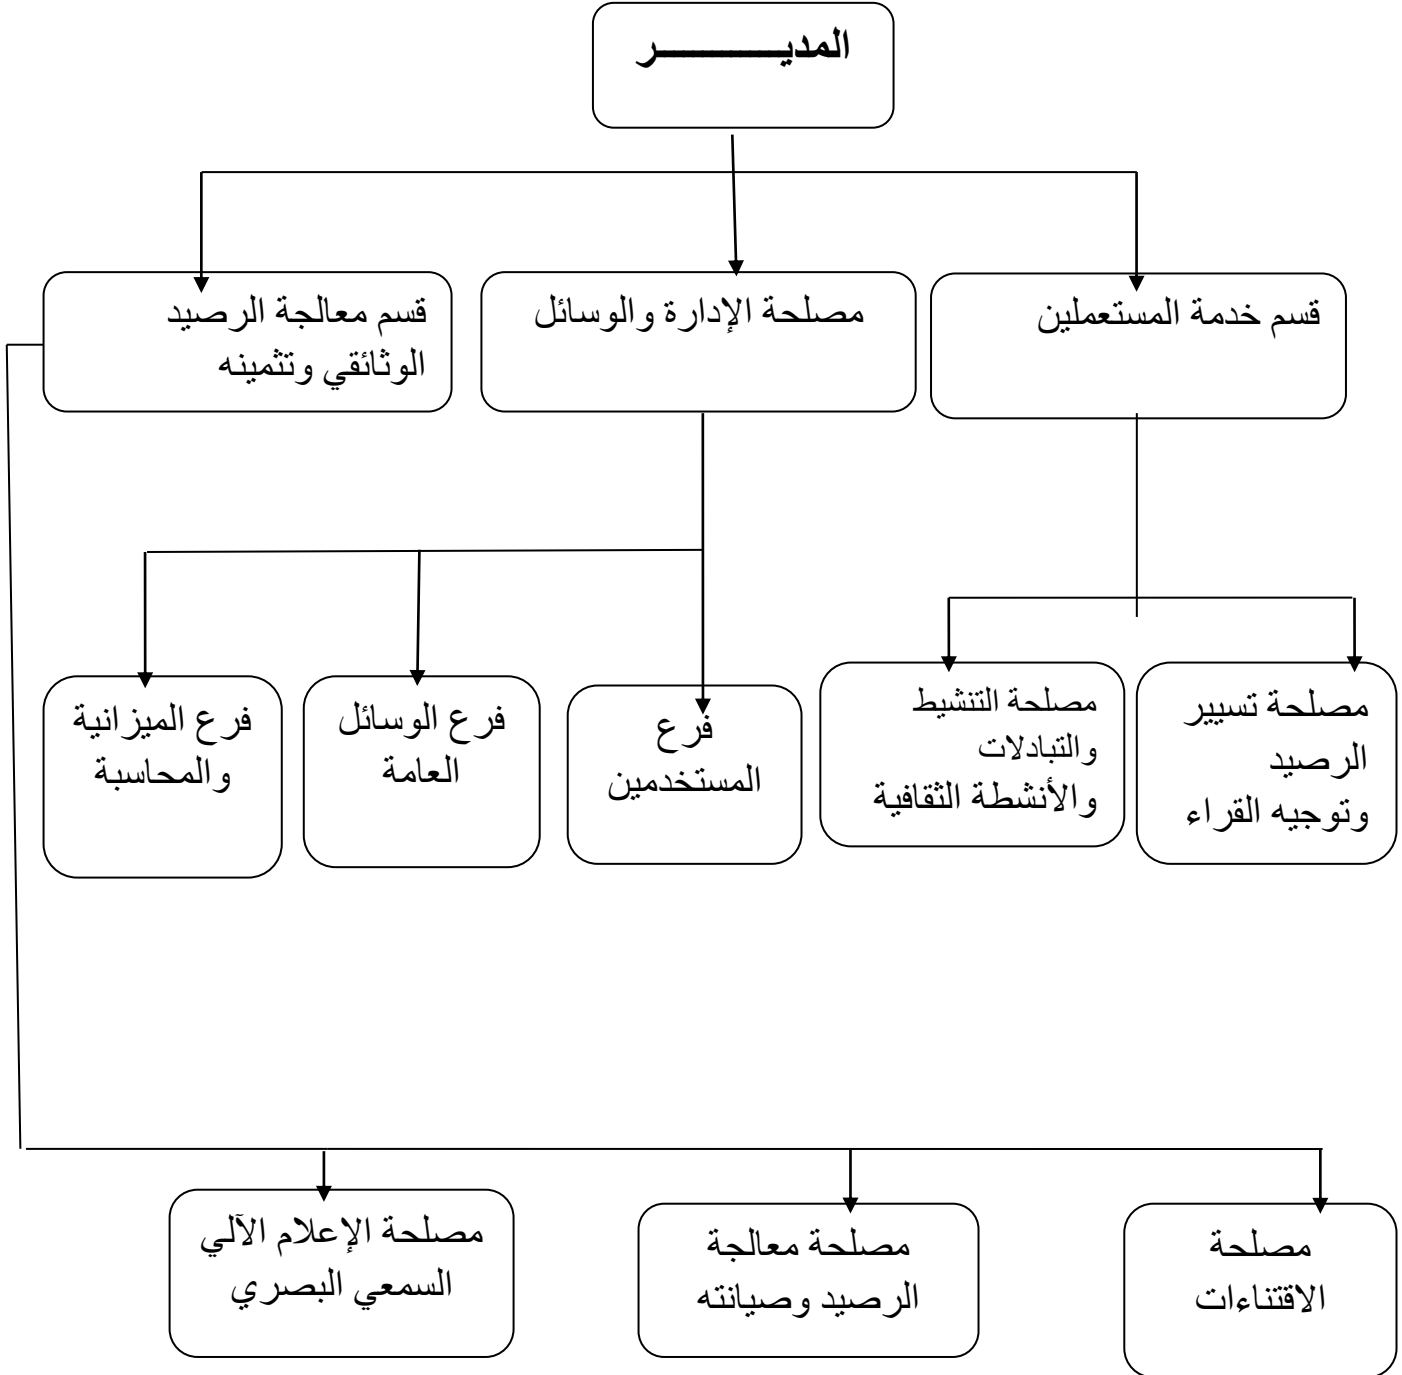 المديــــــــــــر
قسم خدمة المستعملين
مصلحة الإدارة والوسائل
قسم معالجة الرصيد
الوثائقي وتثمينه
مصلحة تسيير
الرصيد
وتوجيه القراء
مصلحة التنشيط
والتبادلات
والأنشطة الثقافية
فرع
المستخدمين
فرع الوسائل
العامة
فرع الميزانية
والمحاسبة
مصلحة
الاقتناءات
مصلحة معالجة
الرصيد وصيانته
مصلحة الإعلام الآلي
السمعي البصري